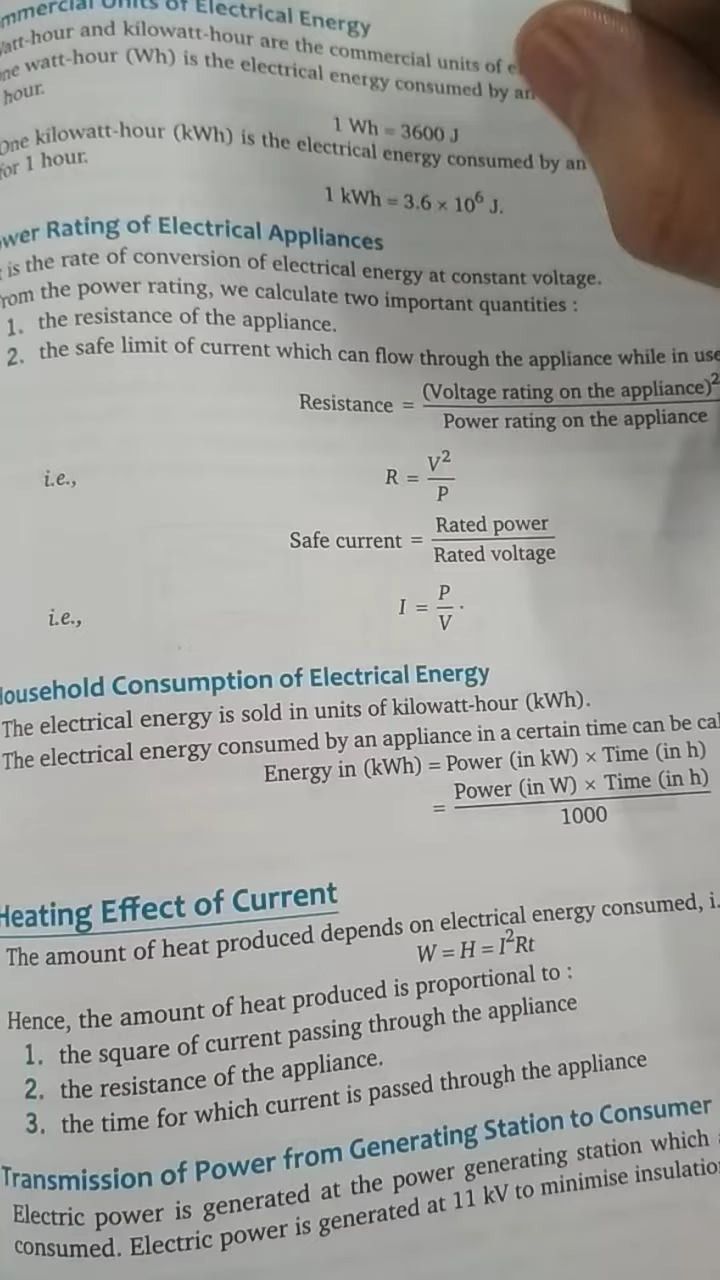 Units of Electrical Energy
att-hour and kilowatt-hour are the commercial units of e
ne watt-hour (Wh) is the electrical energy consumed by an
hour.
1 Wh = 3600 J
One kilowatt-hour (kWh) is the electrical energy consumed by an
for 1 hour.
1 kWh = 3.6 × 10⁶ J.
wer Rating of Electrical Appliances
is the rate of conversion of electrical energy at constant voltage.
rom the power rating, we calculate two important quantities :
1. the resistance of the appliance.
2. the safe limit of current which can flow through the appliance while in use
Resistance = (Voltage rating on the appliance)² / Power rating on the appliance
i.e., R = V² / P
Safe current = Rated power / Rated voltage
i.e., I = P / V .
Household Consumption of Electrical Energy
The electrical energy is sold in units of kilowatt-hour (kWh).
The electrical energy consumed by an appliance in a certain time can be cal
Energy in (kWh) = Power (in kW) × Time (in h)
= Power (in W) × Time (in h) / 1000
Heating Effect of Current
The amount of heat produced depends on electrical energy consumed, i.
W = H = I²Rt
Hence, the amount of heat produced is proportional to :
1. the square of current passing through the appliance
2. the resistance of the appliance.
3. the time for which current is passed through the appliance
Transmission of Power from Generating Station to Consumer
Electric power is generated at the power generating station which
consumed. Electric power is generated at 11 kV to minimise insulatio